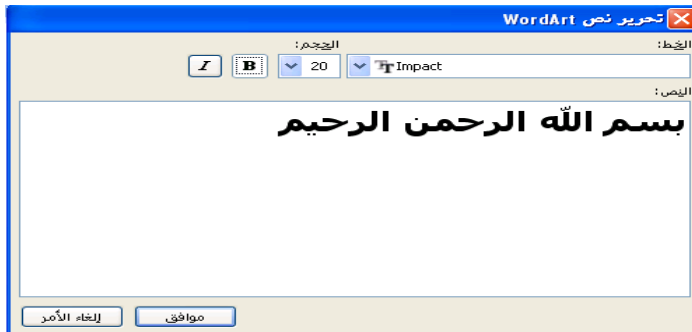 تحرير نص WordArt
الخط: الحجم:
Impact 20 B I
النص:
بسم الله الرحمن الرحيم
موافق إلغاء الأمر